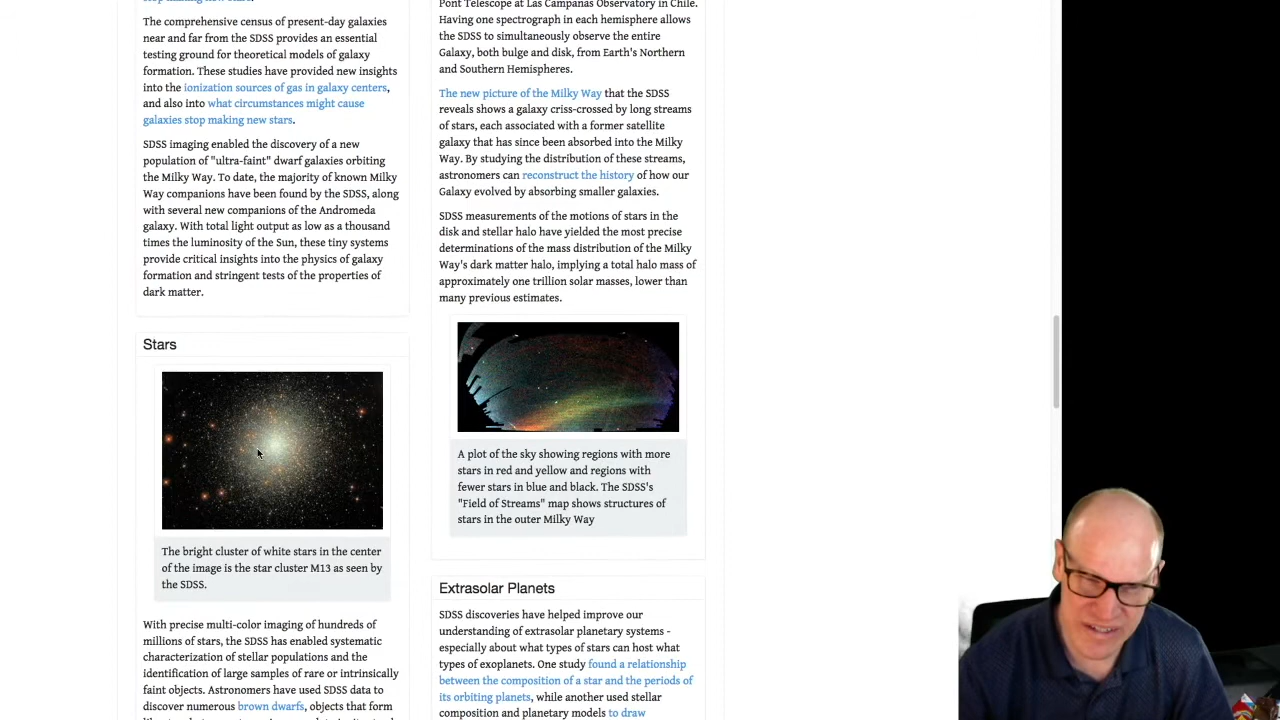 The comprehensive census of present-day galaxies
near and far from the SDSS provides an essential
testing ground for theoretical models of galaxy
formation. These studies have provided new insights
into the ionization sources of gas in galaxy centers,
and also into what circumstances might cause
galaxies stop making new stars.
SDSS imaging enabled the discovery of a new
population of "ultra-faint" dwarf galaxies orbiting
the Milky Way. To date, the majority of known Milky
Way companions have been found by the SDSS, along
with several new companions of the Andromeda
galaxy. With total light output as low as a thousand
times the luminosity of the Sun, these tiny systems
provide critical insights into the physics of galaxy
formation and stringent tests of the properties of
dark matter.
Stars
The bright cluster of white stars in the center
of the image is the star cluster M13 as seen by
the SDSS.
With precise multi-color imaging of hundreds of
millions of stars, the SDSS has enabled systematic
characterization of stellar populations and the
identification of large samples of rare or intrinsically
faint objects. Astronomers have used SDSS data to
discover numerous brown dwarfs, objects that form
Pont Telescope at Las Campanas Observatory in Chile.
Having one spectrograph in each hemisphere allows
the SDSS to simultaneously observe the entire
Galaxy, both bulge and disk, from Earth's Northern
and Southern Hemispheres.
The new picture of the Milky Way that the SDSS
reveals shows a galaxy criss-crossed by long streams
of stars, each associated with a former satellite
galaxy that has since been absorbed into the Milky
Way. By studying the distribution of these streams,
astronomers can reconstruct the history of how our
Galaxy evolved by absorbing smaller galaxies.
SDSS measurements of the motions of stars in the
disk and stellar halo have yielded the most precise
determinations of the mass distribution of the Milky
Way's dark matter halo, implying a total halo mass of
approximately one trillion solar masses, lower than
many previous estimates.
A plot of the sky showing regions with more
stars in red and yellow and regions with
fewer stars in blue and black. The SDSS's
"Field of Streams" map shows structures of
stars in the outer Milky Way
Extrasolar Planets
SDSS discoveries have helped improve our
understanding of extrasolar planetary systems -
especially about what types of stars can host what
types of exoplanets. One study found a relationship
between the composition of a star and the periods of
its orbiting planets, while another used stellar
composition and planetary models to draw